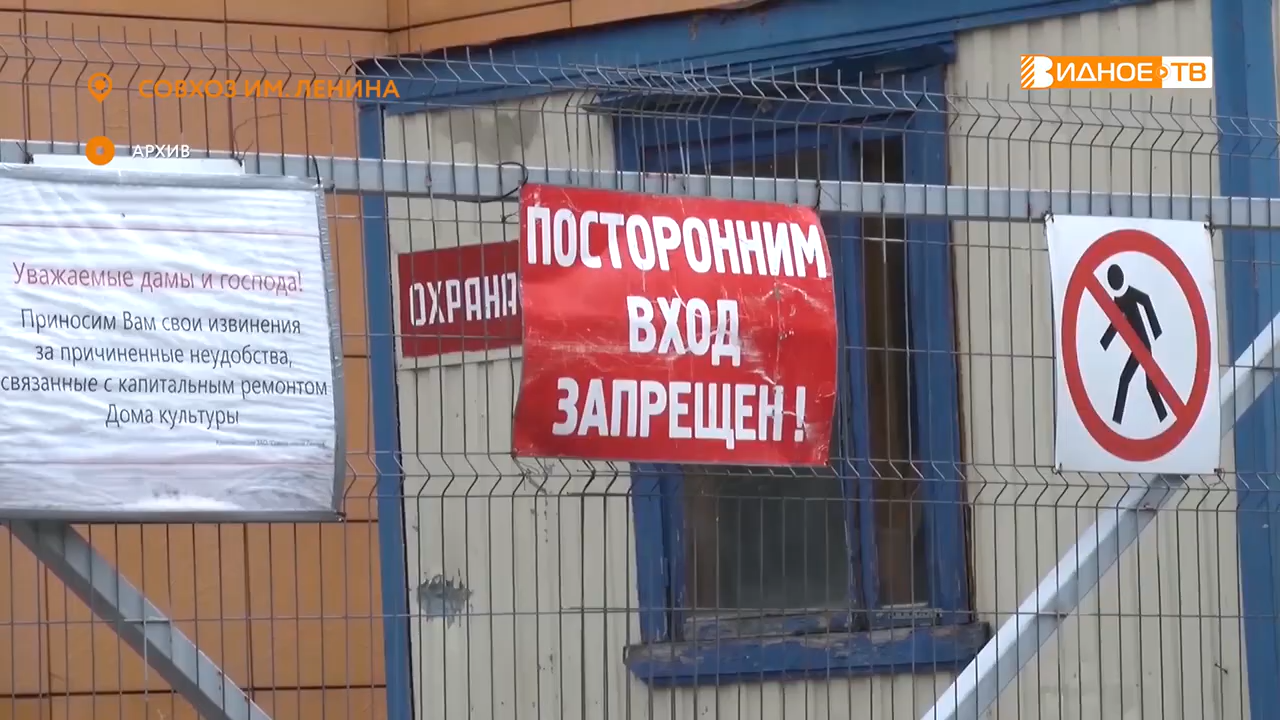 СОВХОЗ ИМ. ЛЕНИНА
ВИДНОЕ ТВ
АРХИВ
Уважаемые дамы и господа!
Приносим Вам свои извинения
за причиненные неудобства,
связанные с капитальным ремонтом
Дома культуры
ОХРАНА
ПОСТОРОННИМ
ВХОД
ЗАПРЕЩЕН!